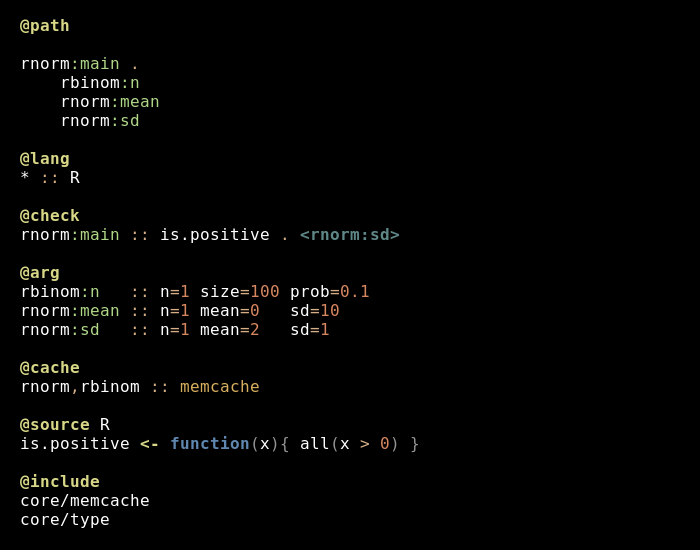 @path
rnorm:main .
    rbinom:n
    rnorm:mean
    rnorm:sd
@lang
* :: R
@check
rnorm:main :: is.positive . <rnorm:sd>
@arg
rbinom:n   :: n=1 size=100 prob=0.1
rnorm:mean :: n=1 mean=0   sd=10
rnorm:sd   :: n=1 mean=2   sd=1
@cache
rnorm,rbinom :: memcache
@source R
is.positive <- function(x){ all(x > 0) }
@include
core/memcache
core/type